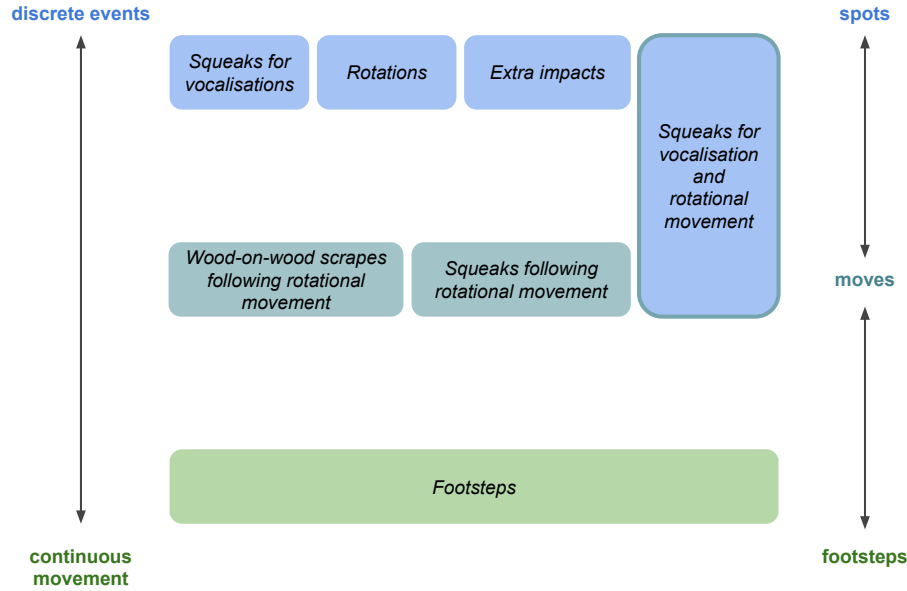 discrete events
spots
Squeaks for
vocalisations
Rotations
Extra impacts
Squeaks for
vocalisation
and
rotational
movement
Wood-on-wood scrapes
following rotational
movement
Squeaks following
rotational movement
moves
Footsteps
continuous
movement
footsteps